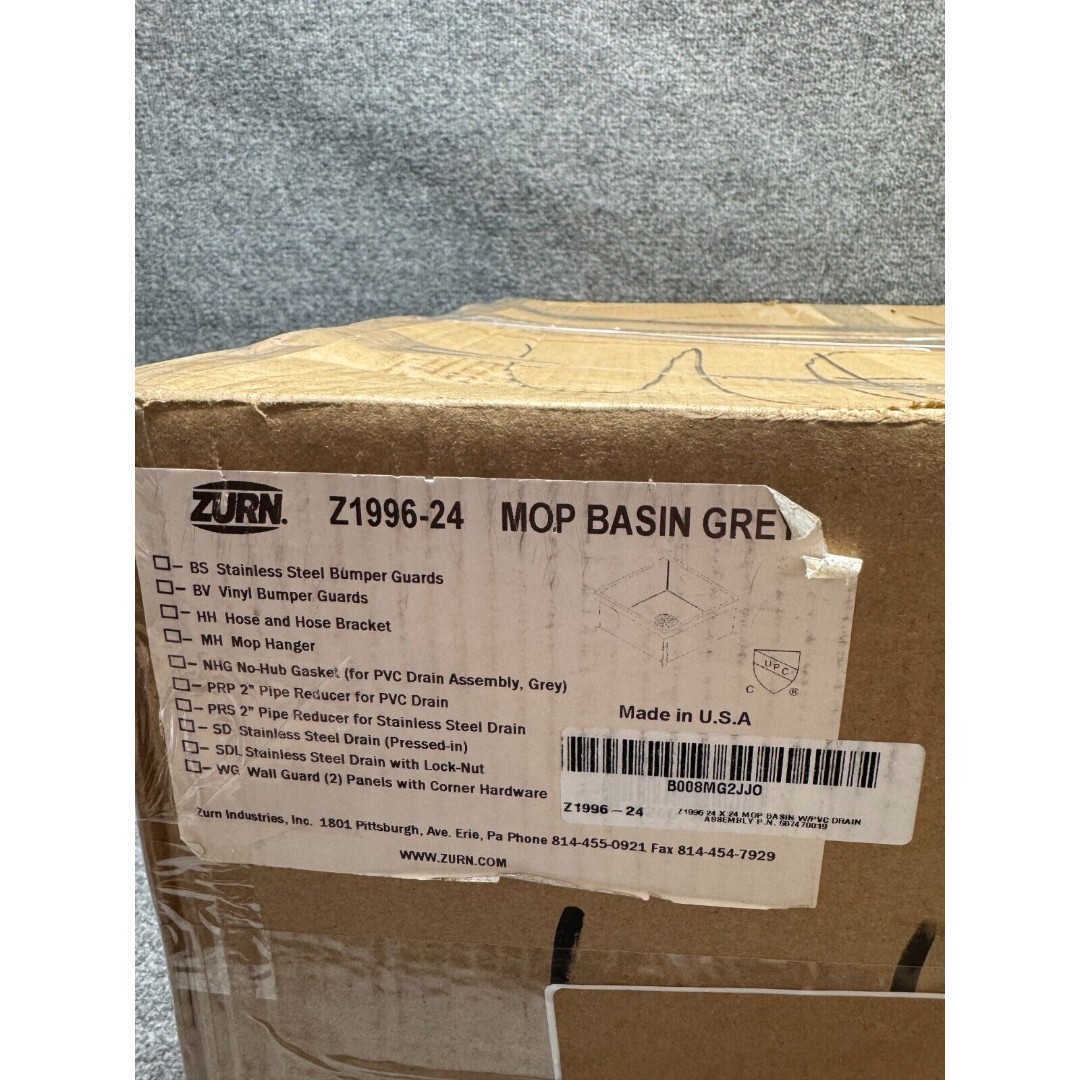 ZURN. Z1996-24 MOP BASIN GREY
BS Stainless Steel Bumper Guards
BV Vinyl Bumper Guards
HH Hose and Hose Bracket
MH Mop Hanger
NHG No-Hub Gasket (for PVC Drain Assembly, Grey)
PRP 2" Pipe Reducer for PVC Drain
PRS 2" Pipe Reducer for Stainless Steel Drain
SD Stainless Steel Drain (Pressed-in)
SDL Stainless Steel Drain with Lock-Nut
WG Wall Guard (2) Panels with Corner Hardware
UPC
C ®
Made in U.S.A
B008MG2JJO
Z1996-24
Z1996 24 X 24 MOP BASIN W/PVC DRAIN
ASSEMBLY P.N.
Zurn Industries, Inc. 1801 Pittsburgh, Ave. Erie, Pa Phone 814-455-0921 Fax 814-454-7929
WWW.ZURN.COM